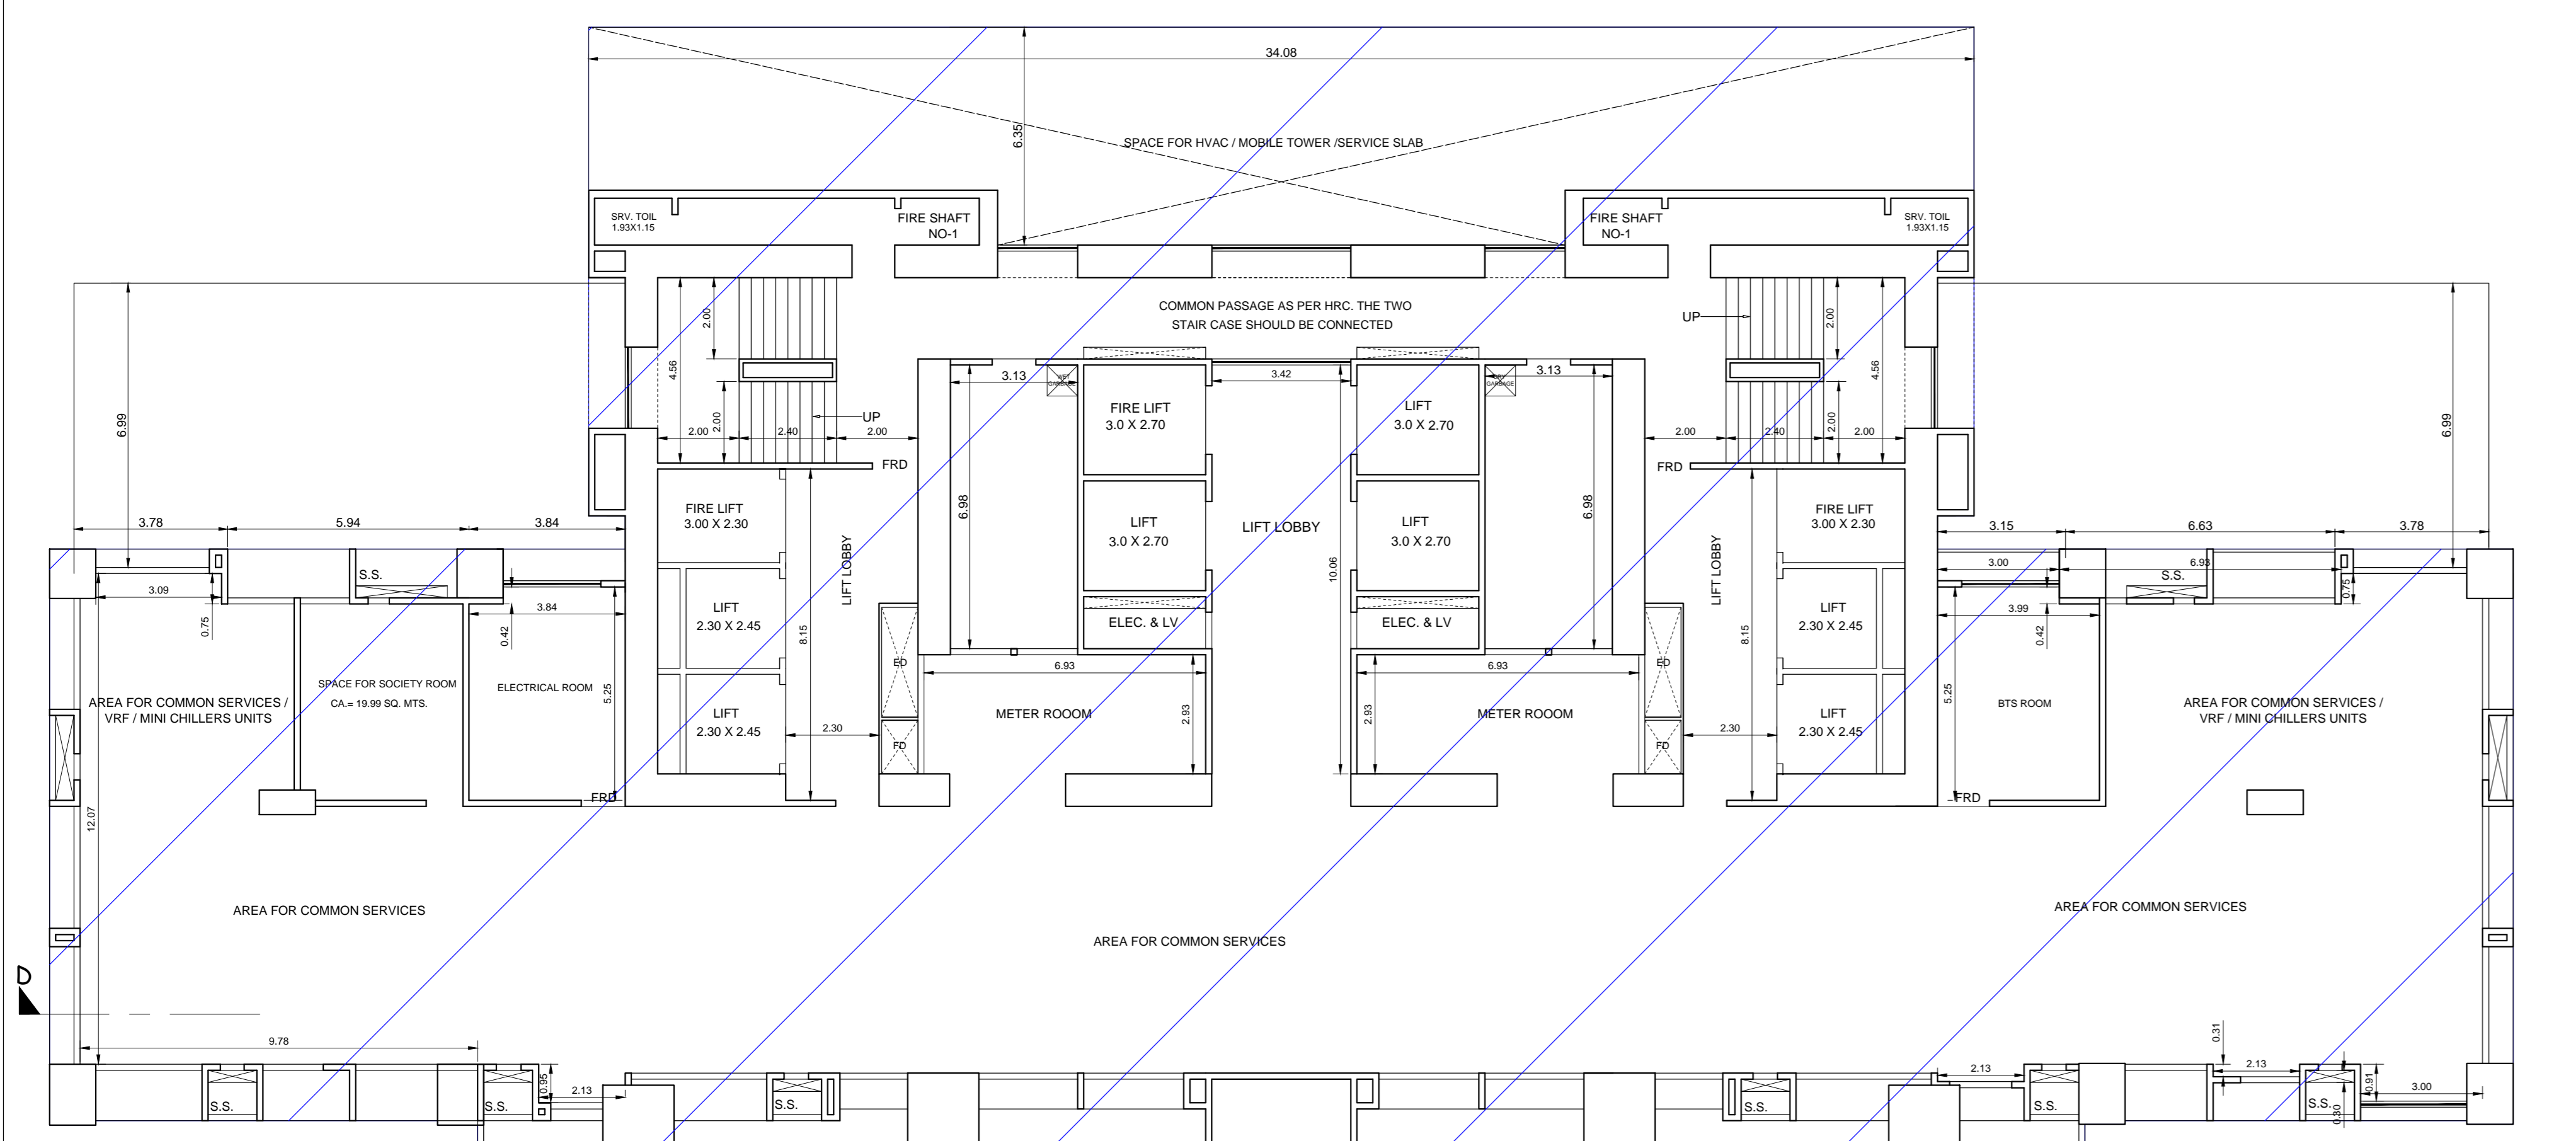 34.08
6.35
SPACE FOR HVAC / MOBILE TOWER /SERVICE SLAB
SRV. TOIL
1.93X1.15
FIRE SHAFT
NO-1
FIRE SHAFT
NO-1
SRV. TOIL
1.93X1.15
COMMON PASSAGE AS PER HRC. THE TWO
STAIR CASE SHOULD BE CONNECTED
2.00
4.56
2.00
UP
2.00
2.40
2.00
FRD
UP
2.00
4.56
2.00
2.00
2.40
2.00
FRD
6.99
6.99
3.13
WET
GARBAGE
3.42
GARBAGE
3.13
FIRE LIFT
3.0 X 2.70
LIFT
3.0 X 2.70
6.98
LIFT
3.0 X 2.70
LIFT LOBBY
10.06
LIFT
3.0 X 2.70
6.98
ELEC. & LV
ELEC. & LV
3.78
5.94
3.84
3.15
6.63
3.78
FIRE LIFT
3.00 X 2.30
LIFT LOBBY
LIFT
2.30 X 2.45
8.15
LIFT
2.30 X 2.45
2.30
ED
FD
6.93
METER ROOOM
2.93
6.93
METER ROOOM
2.93
ED
FD
2.30
LIFT LOBBY
8.15
FIRE LIFT
3.00 X 2.30
LIFT
2.30 X 2.45
LIFT
2.30 X 2.45
S.S.
3.09
0.75
0.42
3.84
5.25
SPACE FOR SOCIETY ROOM
CA.= 19.99 SQ. MTS.
ELECTRICAL ROOM
AREA FOR COMMON SERVICES /
VRF / MINI CHILLERS UNITS
FRD
12.07
3.00
6.93
S.S.
0.75
3.99
0.42
5.25
BTS ROOM
AREA FOR COMMON SERVICES /
VRF / MINI CHILLERS UNITS
FRD
AREA FOR COMMON SERVICES
AREA FOR COMMON SERVICES
AREA FOR COMMON SERVICES
D
9.78
S.S.
S.S.
0.95
2.13
S.S.
S.S.
2.13
S.S.
0.31
2.13
S.S.
0.30
0.91
3.00